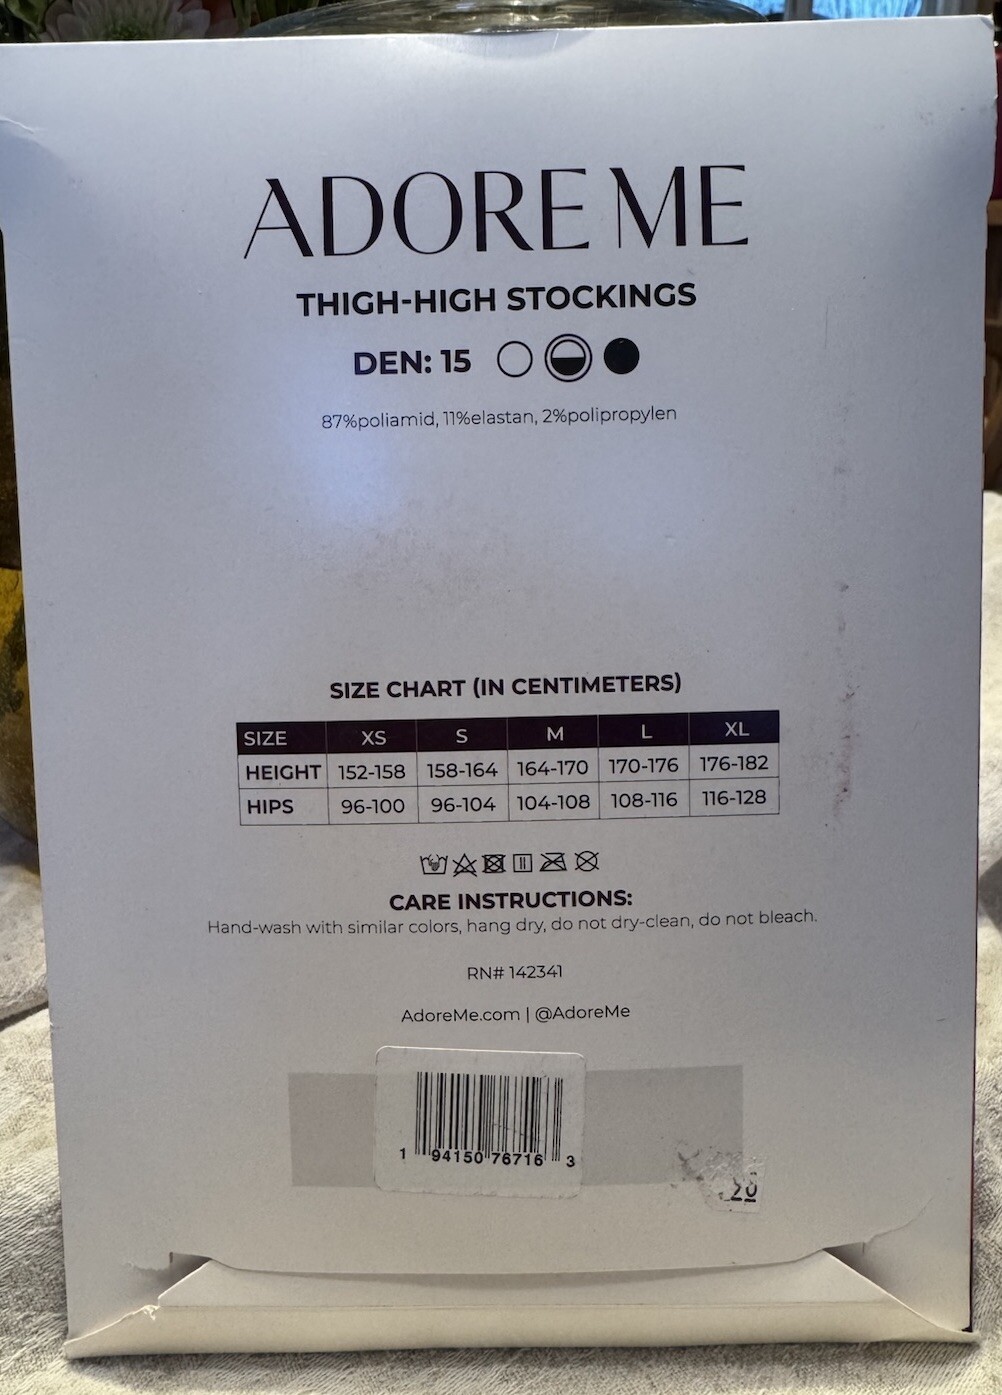 ADORE ME
THIGH-HIGH STOCKINGS
DEN: 15
87%poliamid, 11%elastan, 2%polipropylen
SIZE CHART (IN CENTIMETERS)
SIZE XS S M L XL
HEIGHT 152-158 158-164 164-170 170-176 176-182
HIPS 96-100 96-104 104-108 108-116 116-128
CARE INSTRUCTIONS:
Hand-wash with similar colors, hang dry, do not dry-clean, do not bleach.
RN# 142341
AdoreMe.com | @AdoreMe
1 94150 76716 3